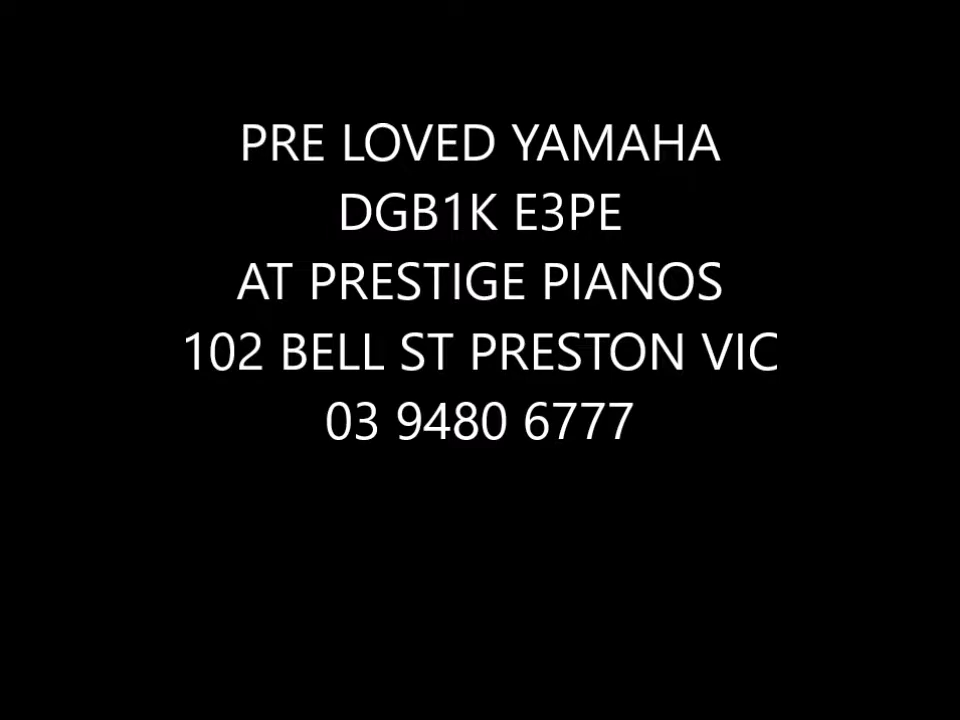 PRE LOVED YAMAHA
DGB1K E3PE
AT PRESTIGE PIANOS
102 BELL ST PRESTON VIC
03 9480 6777